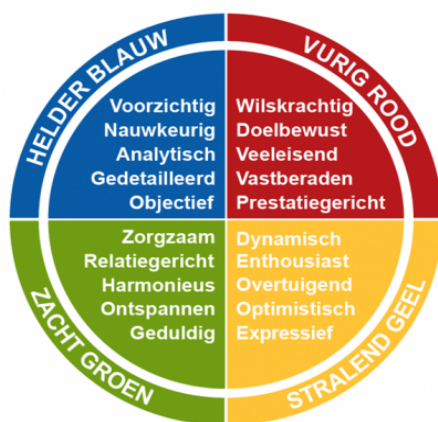 HELDER BLAUW
Voorzichtig
Nauwkeurig
Analytisch
Gedetailleerd
Objectief
VURIG ROOD
Wilskrachtig
Doelbewust
Veeleisend
Vastberaden
Prestatiegericht
ZACHT GROEN
Zorgzaam
Relatiegericht
Harmonieus
Ontspannen
Geduldig
STRALEND GEEL
Dynamisch
Enthousiast
Overtuigend
Optimistisch
Expressief